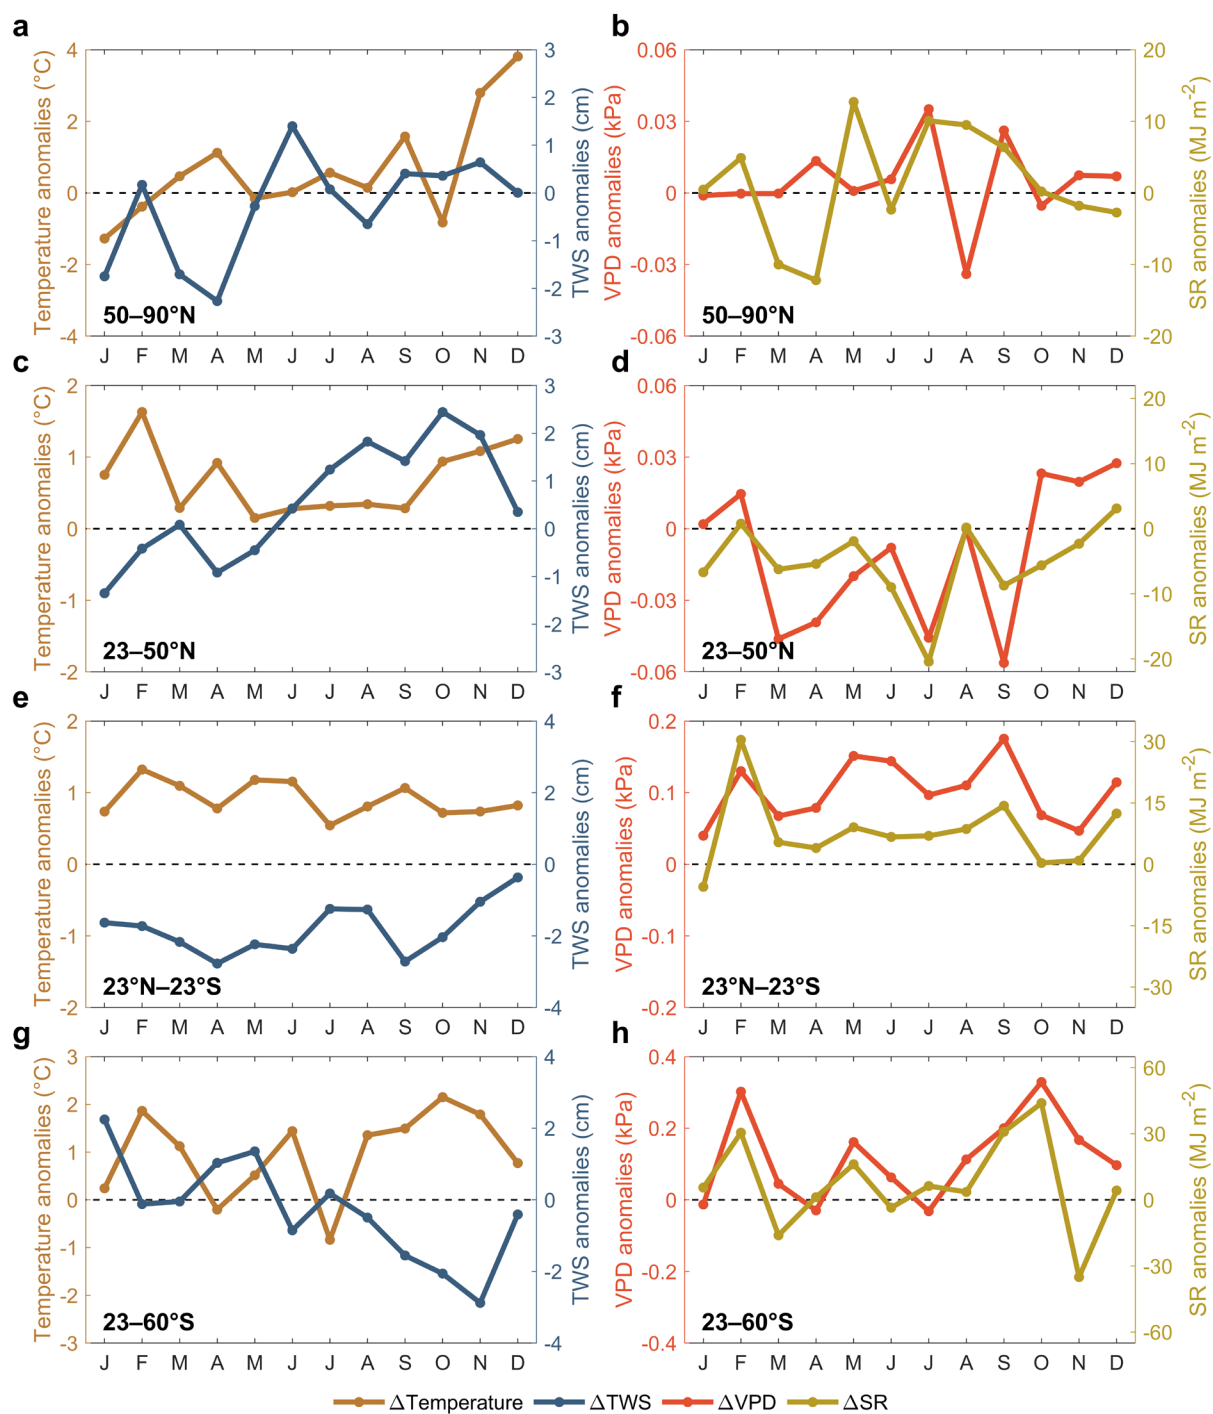 a
b
Temperature anomalies (°C)
4
2
0
-2
-4
3
2
1
0
-1
-2
-3
TWS anomalies (cm)
50–90°N
J F M A M J J A S O N D
VPD anomalies (kPa)
0.06
0.03
0
-0.03
-0.06
20
10
0
-10
-20
SR anomalies (MJ m-2)
50–90°N
J F M A M J J A S O N D
c
d
Temperature anomalies (°C)
2
1
0
-1
-2
3
2
1
0
-1
-2
-3
TWS anomalies (cm)
23–50°N
J F M A M J J A S O N D
VPD anomalies (kPa)
0.06
0.03
0
-0.03
-0.06
20
10
0
-10
-20
SR anomalies (MJ m-2)
23–50°N
J F M A M J J A S O N D
e
f
Temperature anomalies (°C)
2
1
0
-1
-2
4
2
0
-2
-4
TWS anomalies (cm)
23°N–23°S
J F M A M J J A S O N D
VPD anomalies (kPa)
0.2
0.1
0
-0.1
-0.2
30
15
0
-15
-30
SR anomalies (MJ m-2)
23°N–23°S
J F M A M J J A S O N D
g
h
Temperature anomalies (°C)
3
2
1
0
-1
-2
-3
4
2
0
-2
-4
TWS anomalies (cm)
23–60°S
J F M A M J J A S O N D
VPD anomalies (kPa)
0.4
0.2
0
-0.2
-0.4
60
30
0
-30
-60
SR anomalies (MJ m-2)
23–60°S
J F M A M J J A S O N D
ΔTemperature ΔTWS ΔVPD ΔSR